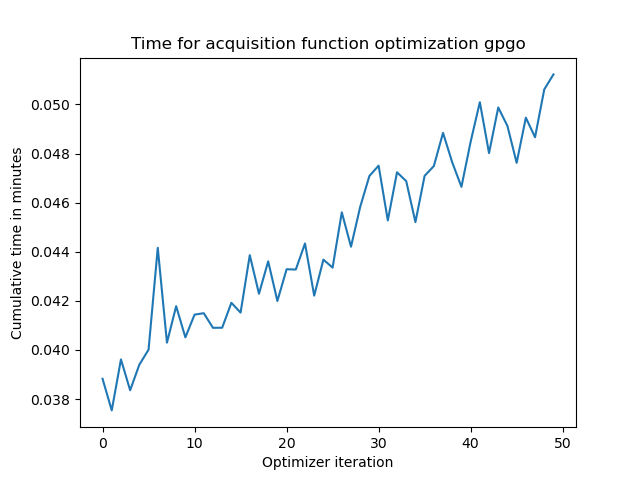 Time for acquisition function optimization gpgo
Cumulative time in minutes
0.050
0.048
0.046
0.044
0.042
0.040
0.038
0 10 20 30 40 50
Optimizer iteration